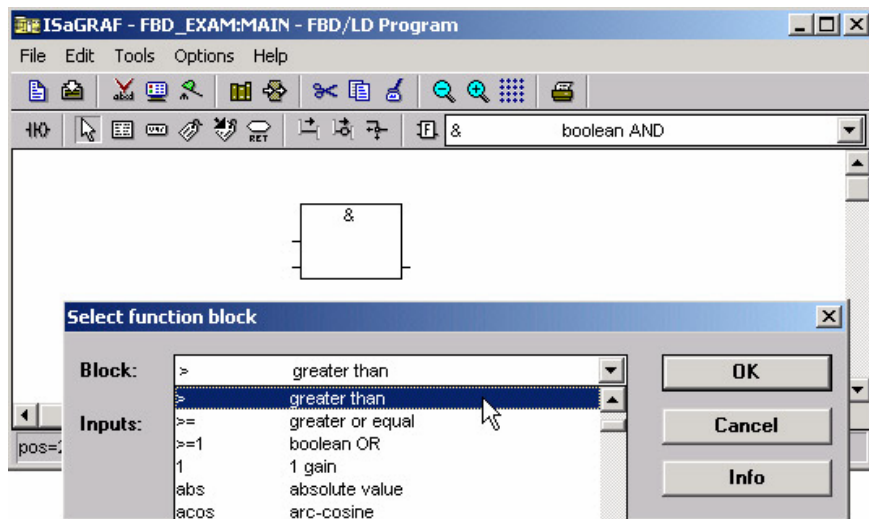 ISaGRAF - FBD_EXAM:MAIN - FBD/LD Program
File Edit Tools Options Help
abcd
RET
F & boolean AND
&
Select function block
Block: > greater than OK
> greater than
Inputs: >= greater or equal Cancel
>=1 boolean OR
pos=
1 1 gain Info
abs absolute value
acos arc-cosine